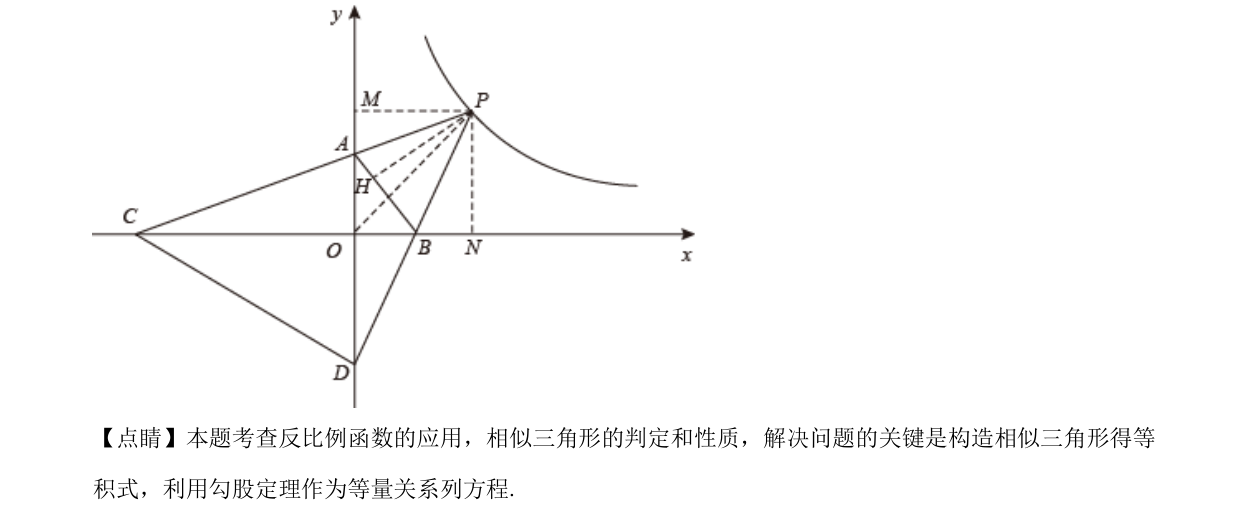 y
M
P
A
H
C
O
B
N
x
D
【点睛】本题考查反比例函数的应用，相似三角形的判定和性质，解决问题的关键是构造相似三角形得等
积式，利用勾股定理作为等量关系列方程.